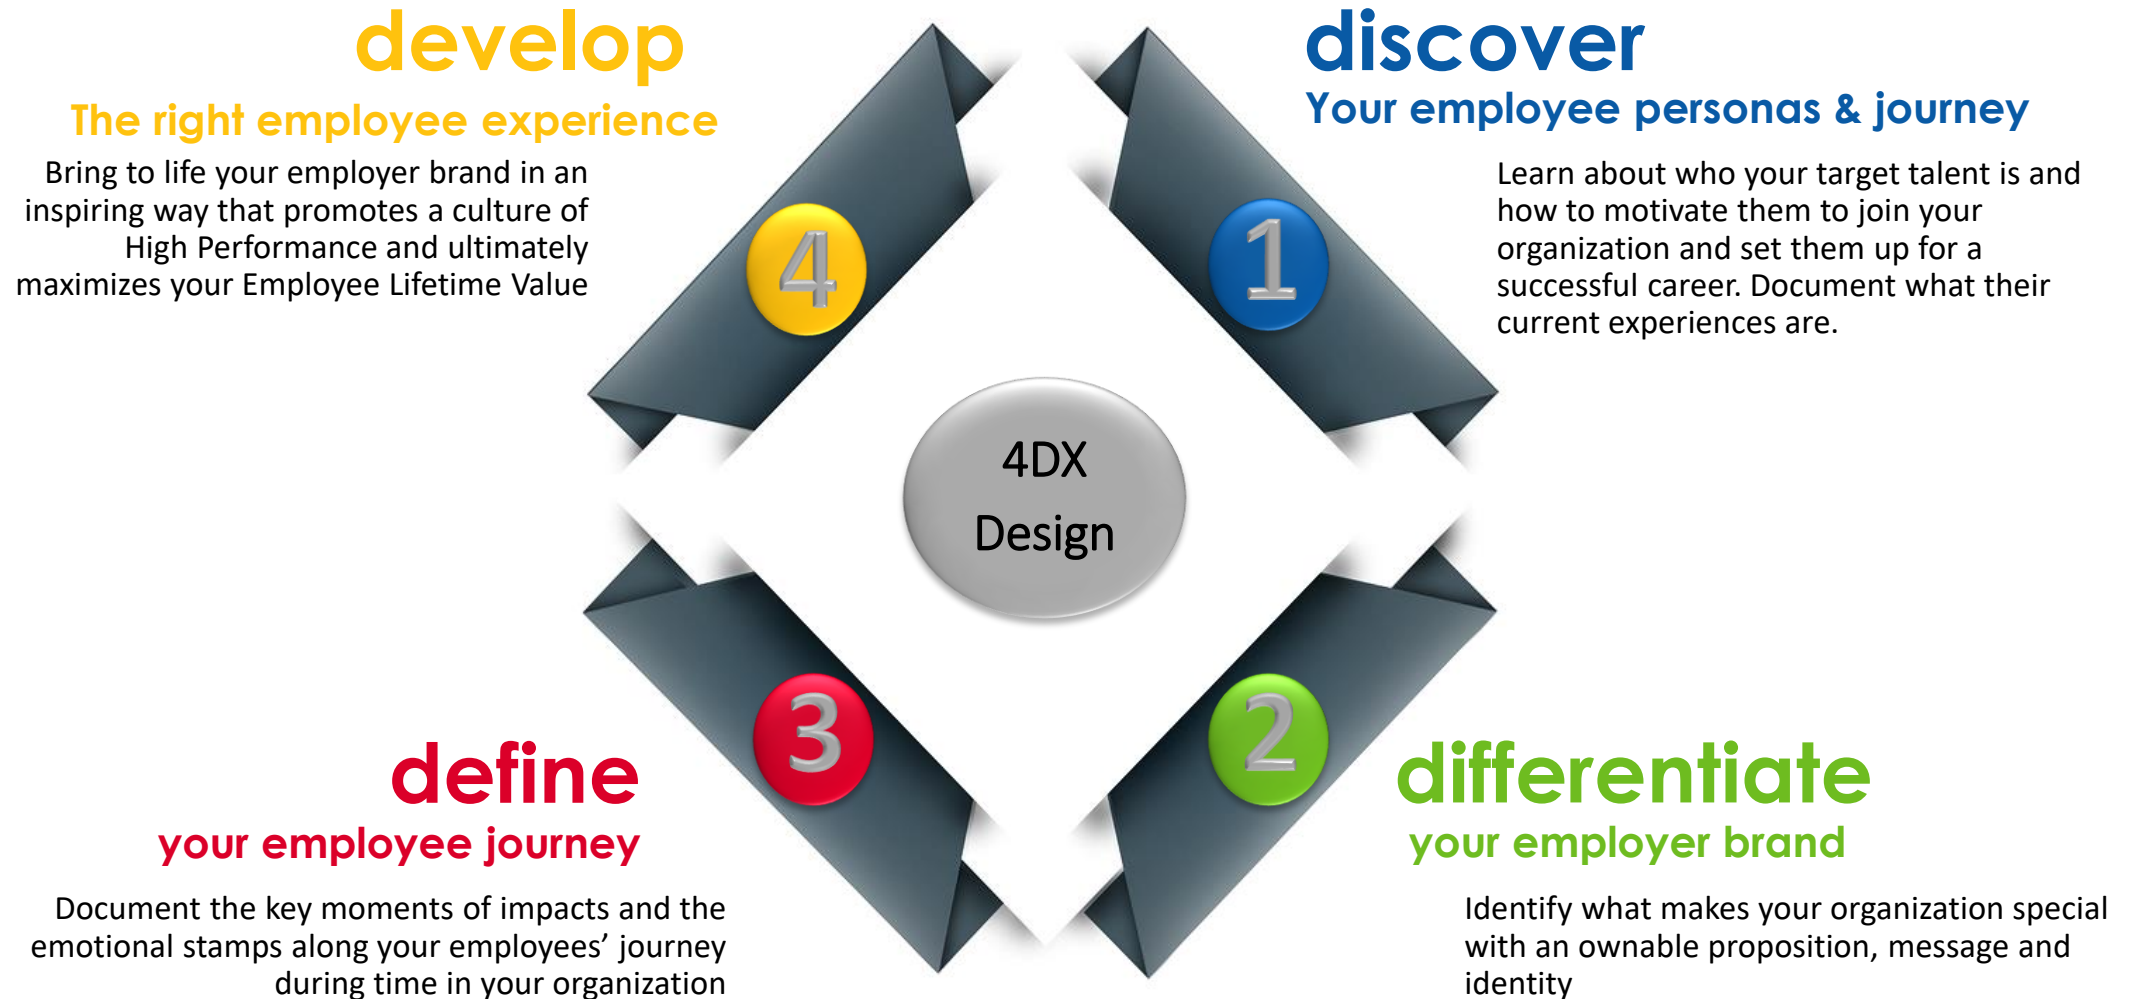 develop
The right employee experience
Bring to life your employer brand in an
inspiring way that promotes a culture of
High Performance and ultimately
maximizes your Employee Lifetime Value
4
discover
Your employee personas & journey
Learn about who your target talent is and
how to motivate them to join your
organization and set them up for a
successful career. Document what their
current experiences are.
1
4DX
Design
3
define
your employee journey
Document the key moments of impacts and the
emotional stamps along your employees’ journey
during time in your organization
2
differentiate
your employer brand
Identify what makes your organization special
with an ownable proposition, message and
identity